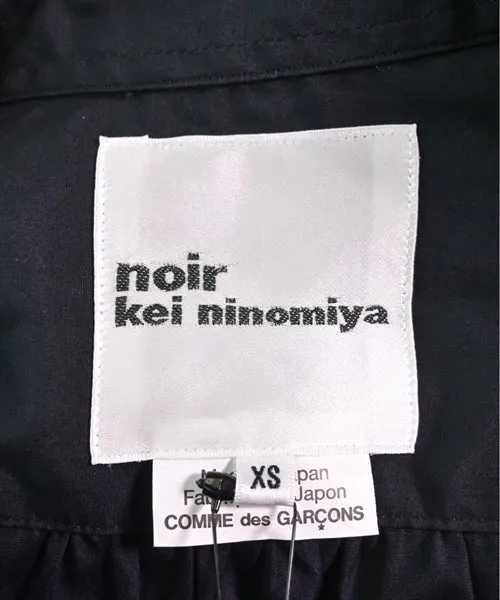 noir
kei ninomiya
XS
Japon
COMME des GARÇONS